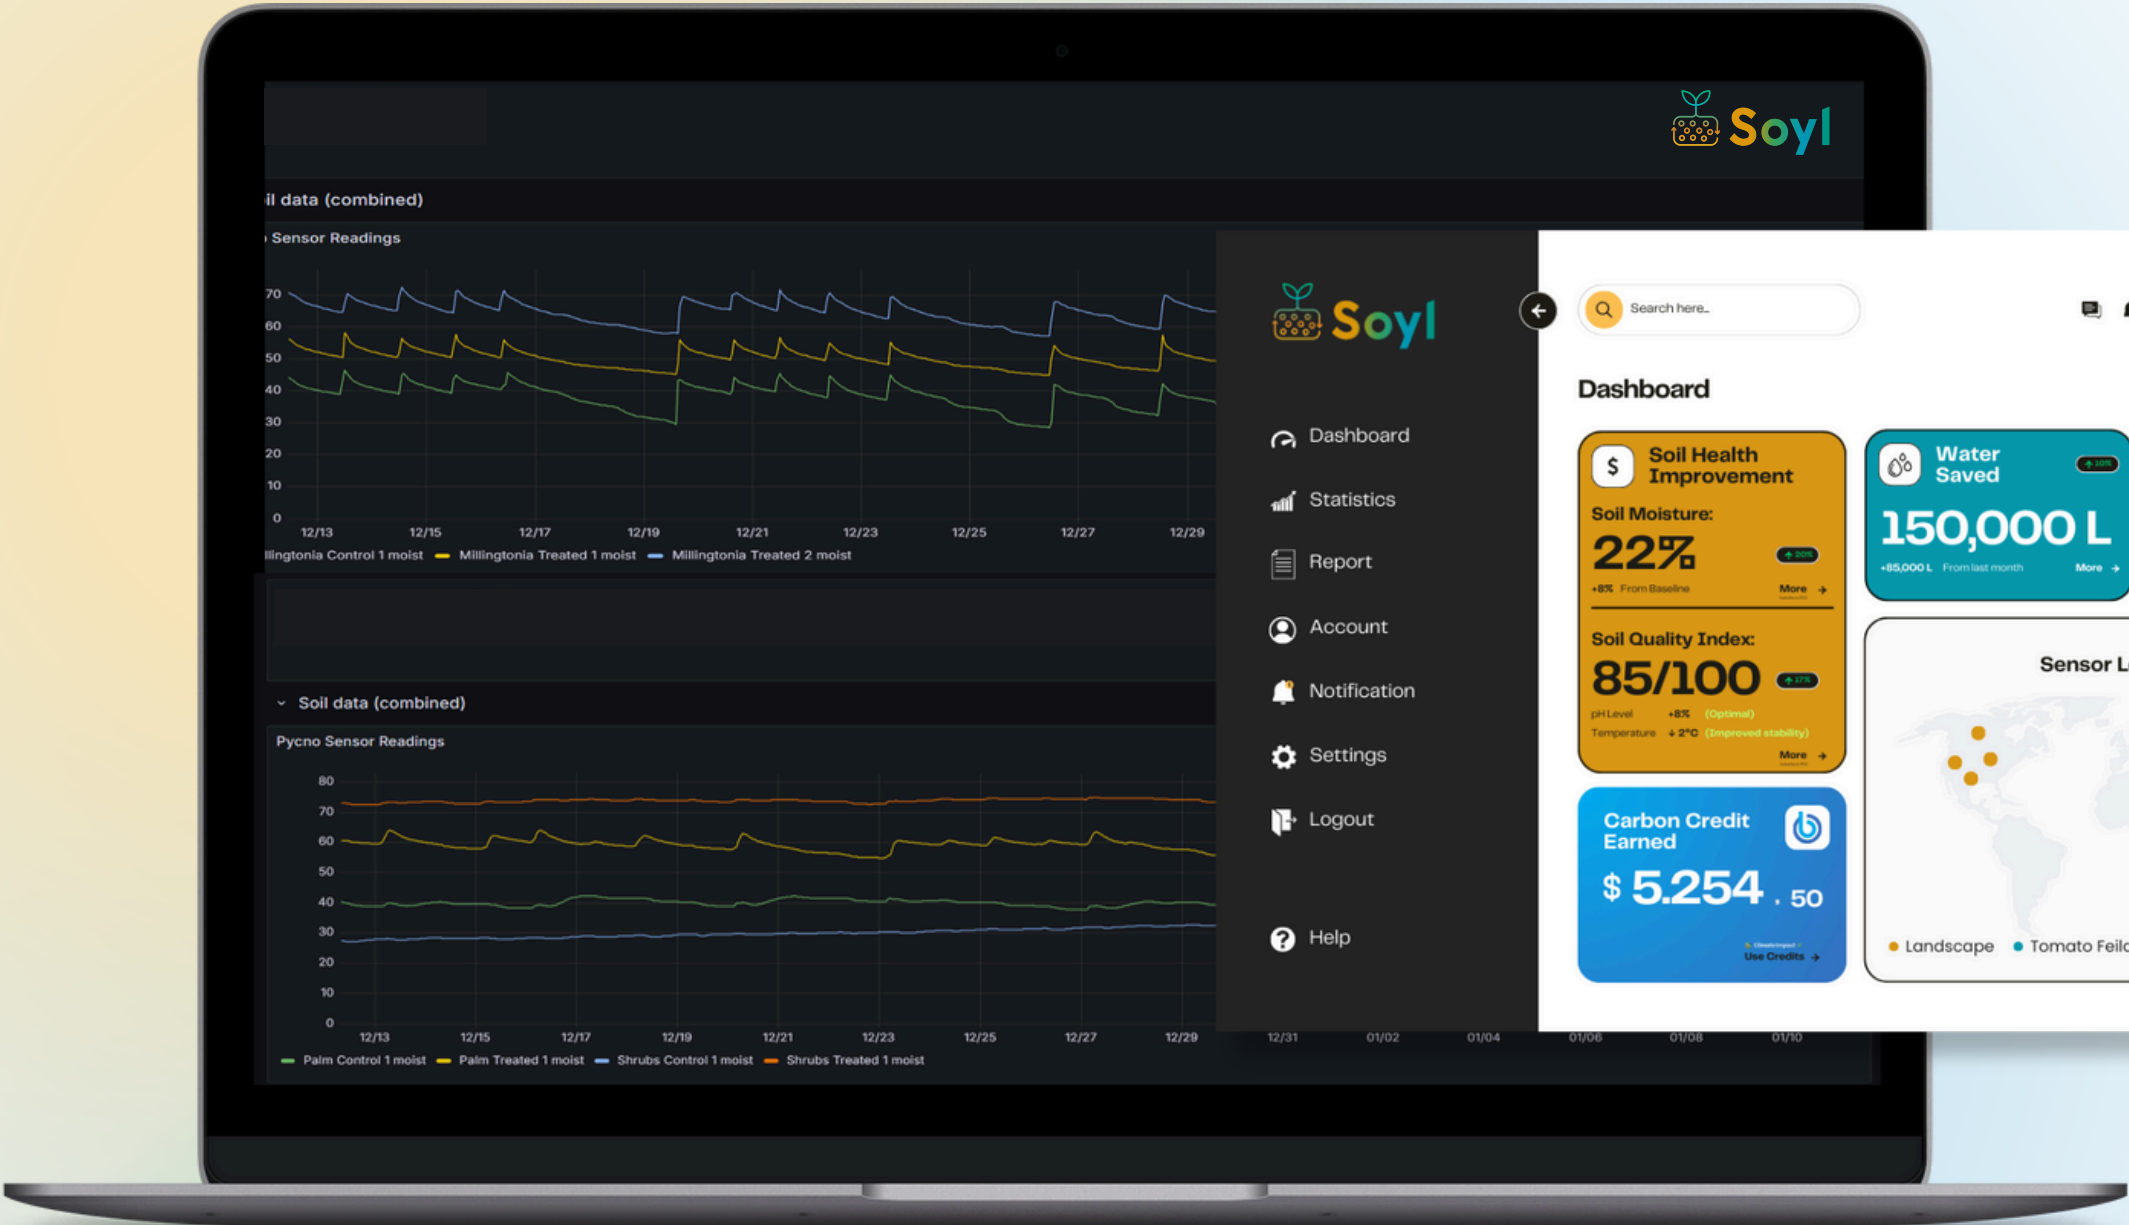 Soyl
il data (combined)
Sensor Readings
70
60
50
40
30
20
10
0
12/13 12/15 12/17 12/19 12/21 12/23 12/25 12/27 12/29
llingtonia Control 1 moist Millingtonia Treated 1 moist Millingtonia Treated 2 moist
Soil data (combined)
Pycno Sensor Readings
80
70
60
50
40
30
20
10
0
12/13 12/15 12/17 12/19 12/21 12/23 12/25 12/27 12/29 12/31 01/02 01/04 01/06 01/08 01/10
Palm Control 1 moist Palm Treated 1 moist Shrubs Control 1 moist Shrubs Treated 1 moist
Soyl
Dashboard
Statistics
Report
Account
Notification
Settings
Logout
Help
Search here...
Dashboard
$
Soil Health
Improvement
Soil Moisture:
22%
20%
+8% From Baseline
More
Soil Quality Index:
85/100
17%
pH Level +8% (Optimal)
Temperature 2°C (Improved stability)
More
Water
Saved
10%
150,000 L
+85,000 L From last month
More
Carbon Credit
Earned
$ 5.254 . 50
Use Credits
Sensor L
Landscape Tomato Feild